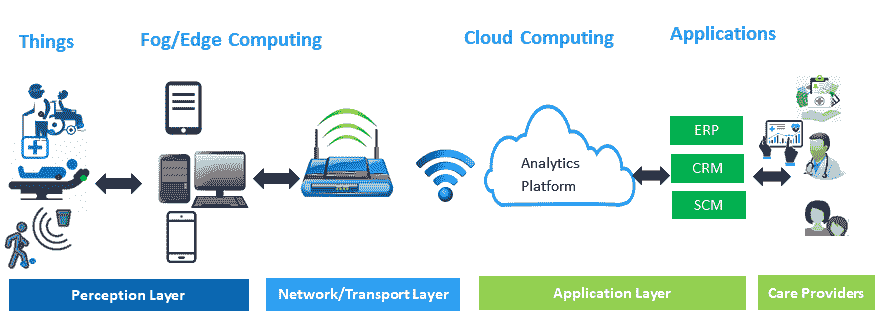 Things
Fog/Edge Computing
Cloud Computing
Applications
Analytics
Platform
ERP
CRM
SCM
Perception Layer
Network/Transport Layer
Application Layer
Care Providers